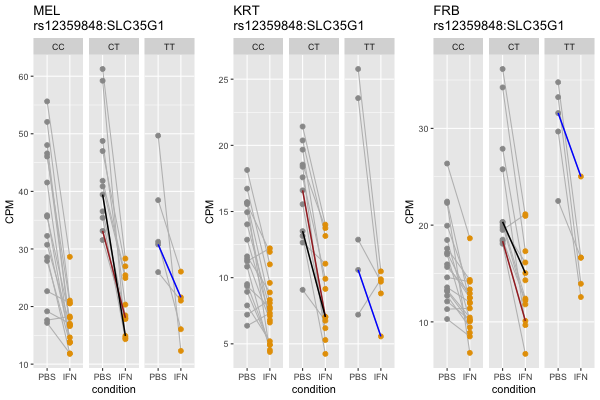 MEL
rs12359848:SLC35G1
CC
CT
TT
60
50
40
30
20
10
CPM
PBS IFN PBS IFN PBS IFN
condition
KRT
rs12359848:SLC35G1
CC
CT
TT
25
20
15
10
5
CPM
PBS IFN PBS IFN PBS IFN
condition
FRB
rs12359848:SLC35G1
CC
CT
TT
30
20
10
CPM
PBS IFN PBS IFN PBS IFN
condition